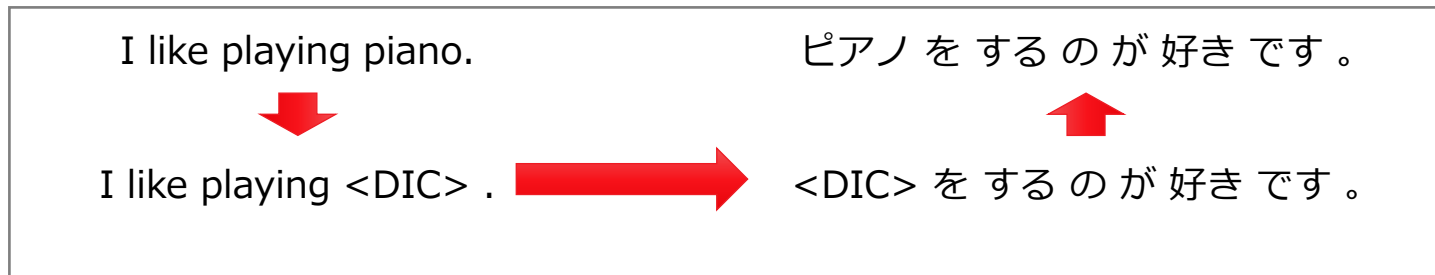 I like playing piano.
ピアノ を する の が 好き です 。
I like playing <DIC> .
<DIC> を する の が 好き です 。